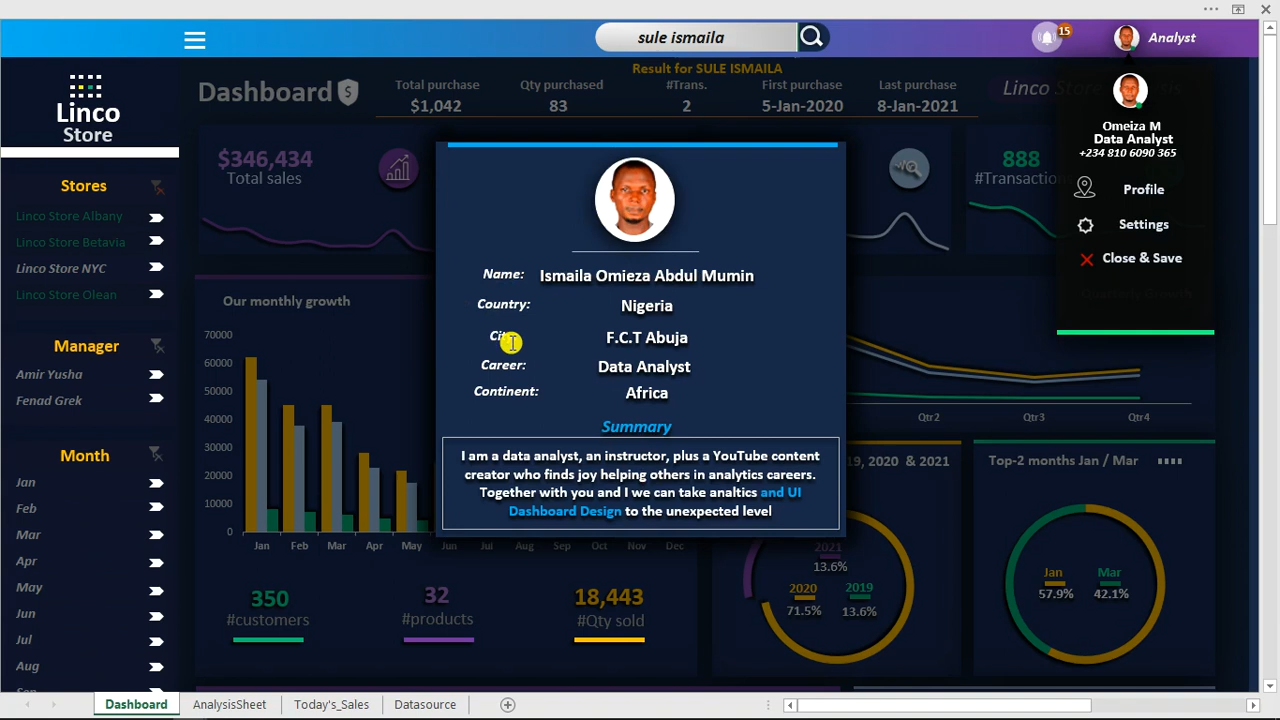 sule ismaila
15
Analyst
Linco
Store
Dashboard
$
Result for SULE ISMAILA
Total purchase
$1,042
Qty purchased
83
#Trans.
2
First purchase
5-Jan-2020
Last purchase
8-Jan-2021
Linco
Omeiza M
Data Analyst
+234 810 6090 365
Profile
Settings
Close & Save
Stores
Linco Store Albany
Linco Store Betavia
Linco Store NYC
Linco Store Olean
Manager
Amir Yusha
Fenad Grek
Month
Jan
Feb
Mar
Apr
May
Jun
Jul
Aug
$346,434
Total sales
888
#Transaction
Name: Ismaila Omieza Abdul Mumin
Country: Nigeria
F.C.T Abuja
Career: Data Analyst
Continent: Africa
Summary
I am a data analyst, an instructor, plus a YouTube content
creator who finds joy helping others in analytics careers.
Together with you and I we can take analtics and UI
Dashboard Design to the unexpected level
Our monthly growth
70000
60000
50000
40000
30000
20000
10000
0
Jan Feb Mar Apr May Jun Jul Aug Sep Oct Nov Dec
Quarterly Growth
Qtr2 Qtr3 Qtr4
350
#customers
32
#products
18,443
#Qty sold
19, 2020 & 2021
2021
13.6%
2020
71.5%
2019
13.6%
Top-2 months Jan / Mar
Jan
57.9%
Mar
42.1%
Dashboard AnalysisSheet Today's_Sales Datasource